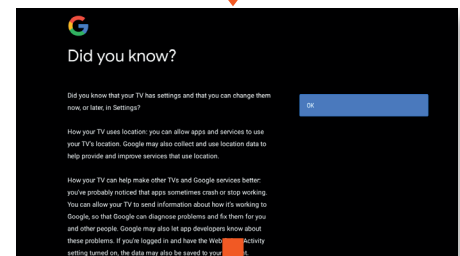 Did you know?
Did you know that your TV has settings and that you can change them
now, or later, in Settings?
OK
How your TV uses location: you can allow apps and services to use
your TV's location. Google may also collect and use location data to
help provide and improve services that use location.
How your TV can help make other TVs and Google services better:
you've probably noticed that apps sometimes crash or stop working.
You can allow your TV to send information about how it's working to
Google, so that Google can diagnose problems and fix them for you
and other people. Google may also let app developers know about
these problems. If you're logged in and have the Web Activity
setting turned on, the data may also be saved to your